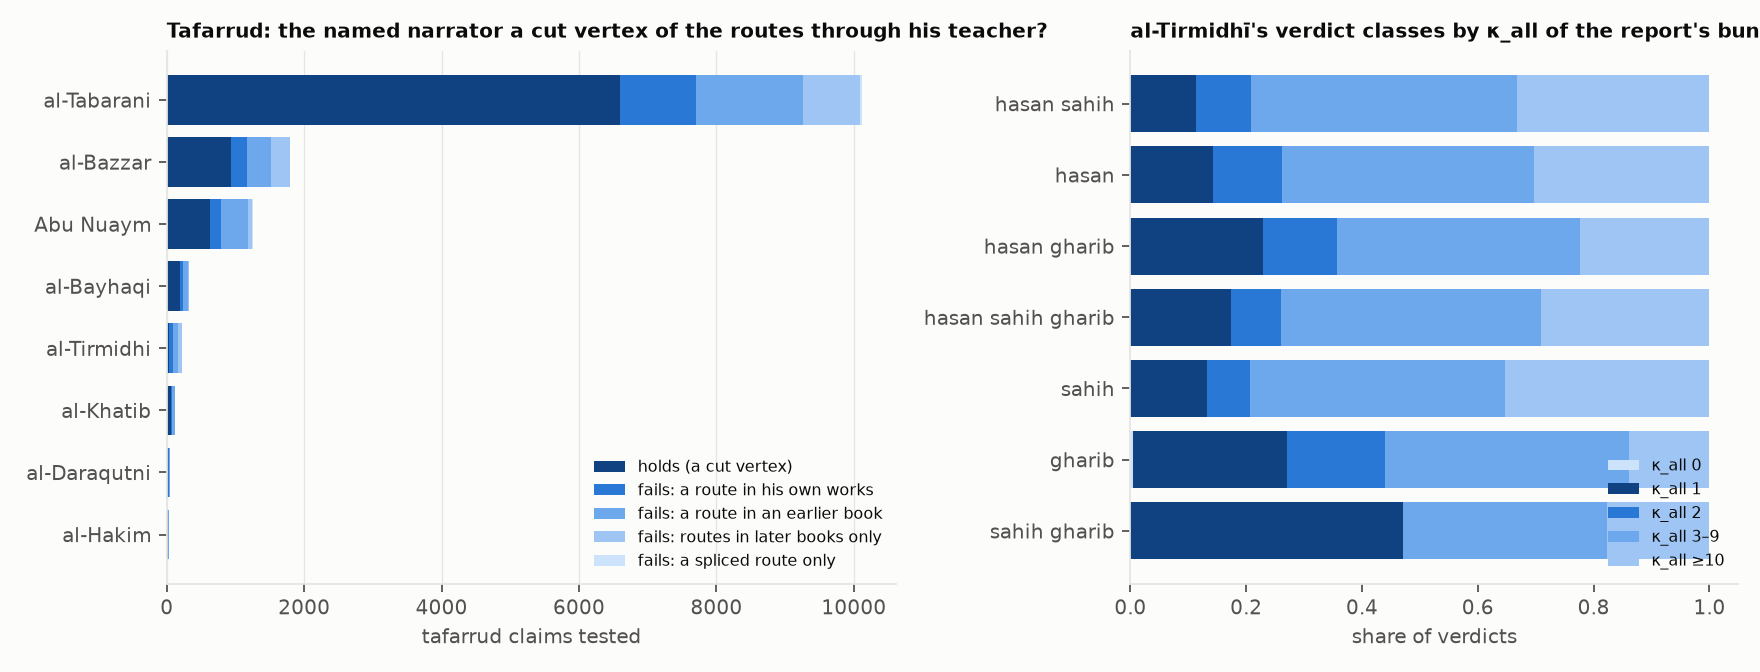 Tafarrud: the named narrator a cut vertex of the routes through his teacher?
al-Tabarani
al-Bazzar
Abu Nuaym
al-Bayhaqi
al-Tirmidhi
al-Khatib
al-Daraqutni
al-Hakim
holds (a cut vertex)
fails: a route in his own works
fails: a route in an earlier book
fails: routes in later books only
fails: a spliced route only
0 2000 4000 6000 8000 10000
tafarrud claims tested
al-Tirmidhī's verdict classes by κ_all of the report's bun
hasan sahih
hasan
hasan gharib
hasan sahih gharib
sahih
gharib
sahih gharib
κ_all 0
κ_all 1
κ_all 2
κ_all 3–9
κ_all ≥10
0.0 0.2 0.4 0.6 0.8 1.0
share of verdicts